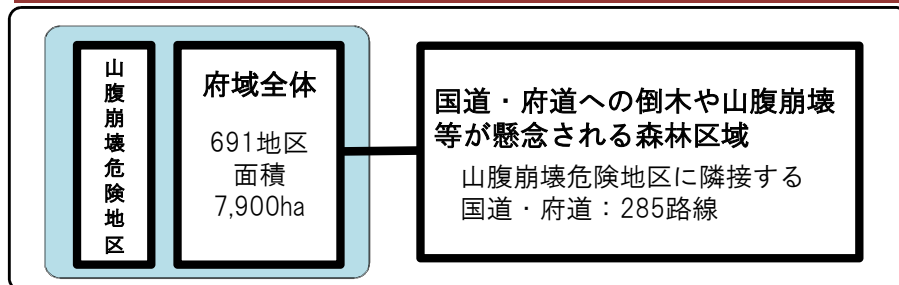 山腹崩壊危険地区
府域全体
691地区
面積
7,900ha
国道・府道への倒木や山腹崩壊
等が懸念される森林区域
山腹崩壊危険地区に隣接する
国道・府道：285路線